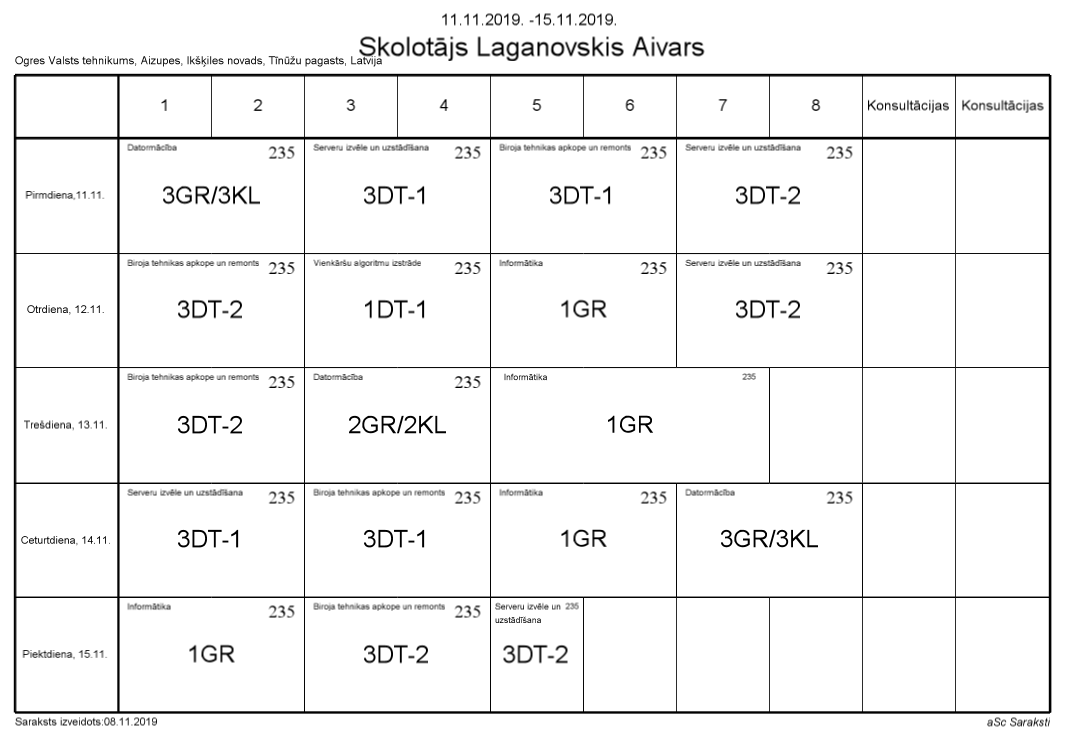 11.11.2019. -15.11.2019.
Skolotājs Laganovskis Aivars
Ogres Valsts tehnikums, Aizupes, Ikšķiles novads, Tīnūžu pagasts, Latvija
1 2 3 4 5 6 7 8 Konsultācijas Konsultācijas
Datormācība 235 Serveru izvēle un uzstādīšana 235 Biroja tehnikas apkope un remonts 235 Serveru izvēle un uzstādīšana 235
Pirmdiena,11.11. 3GR/3KL 3DT-1 3DT-1 3DT-2
Biroja tehnikas apkope un remonts 235 Vienkāršu algoritmu izstrāde 235 Informātika 235 Serveru izvēle un uzstādīšana 235
Otrdiena, 12.11. 3DT-2 1DT-1 1GR 3DT-2
Biroja tehnikas apkope un remonts 235 Datormācība 235 Informātika 235
Trešdiena, 13.11. 3DT-2 2GR/2KL 1GR
Serveru izvēle un uzstādīšana 235 Biroja tehnikas apkope un remonts 235 Informātika 235 Datormācība 235
Ceturtdiena, 14.11. 3DT-1 3DT-1 1GR 3GR/3KL
Informātika 235 Biroja tehnikas apkope un remonts 235 Serveru izvēle un 235
uzstādīšana
Piektdiena, 15.11. 1GR 3DT-2 3DT-2
Saraksts izveidots:08.11.2019 aSc Saraksti